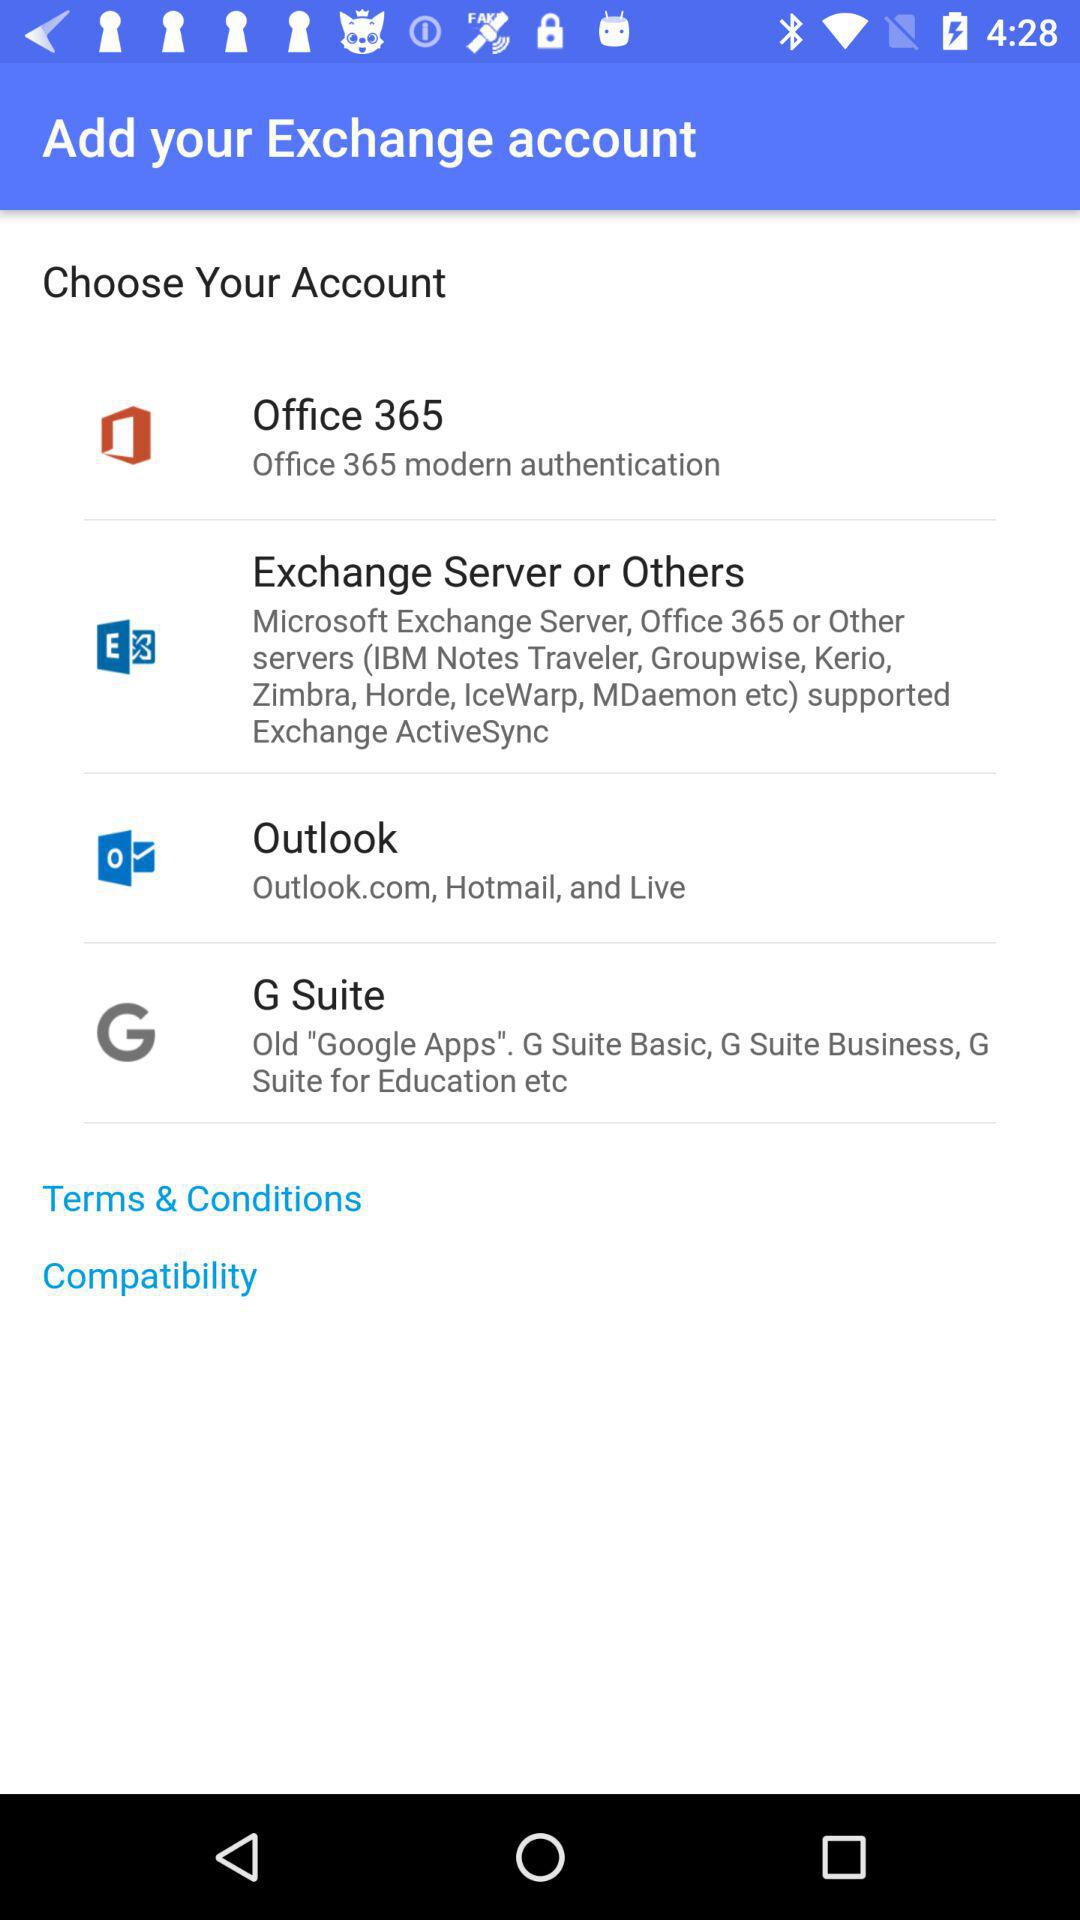 FAKE
4:28
Add your Exchange account
Choose Your Account
Office 365
Office 365 modern authentication
Exchange Server or Others
Microsoft Exchange Server, Office 365 or Other
servers (IBM Notes Traveler, Groupwise, Kerio,
Zimbra, Horde, IceWarp, MDaemon etc) supported
Exchange ActiveSync
Outlook
Outlook.com, Hotmail, and Live
G Suite
Old "Google Apps". G Suite Basic, G Suite Business, G
Suite for Education etc
Terms & Conditions
Compatibility